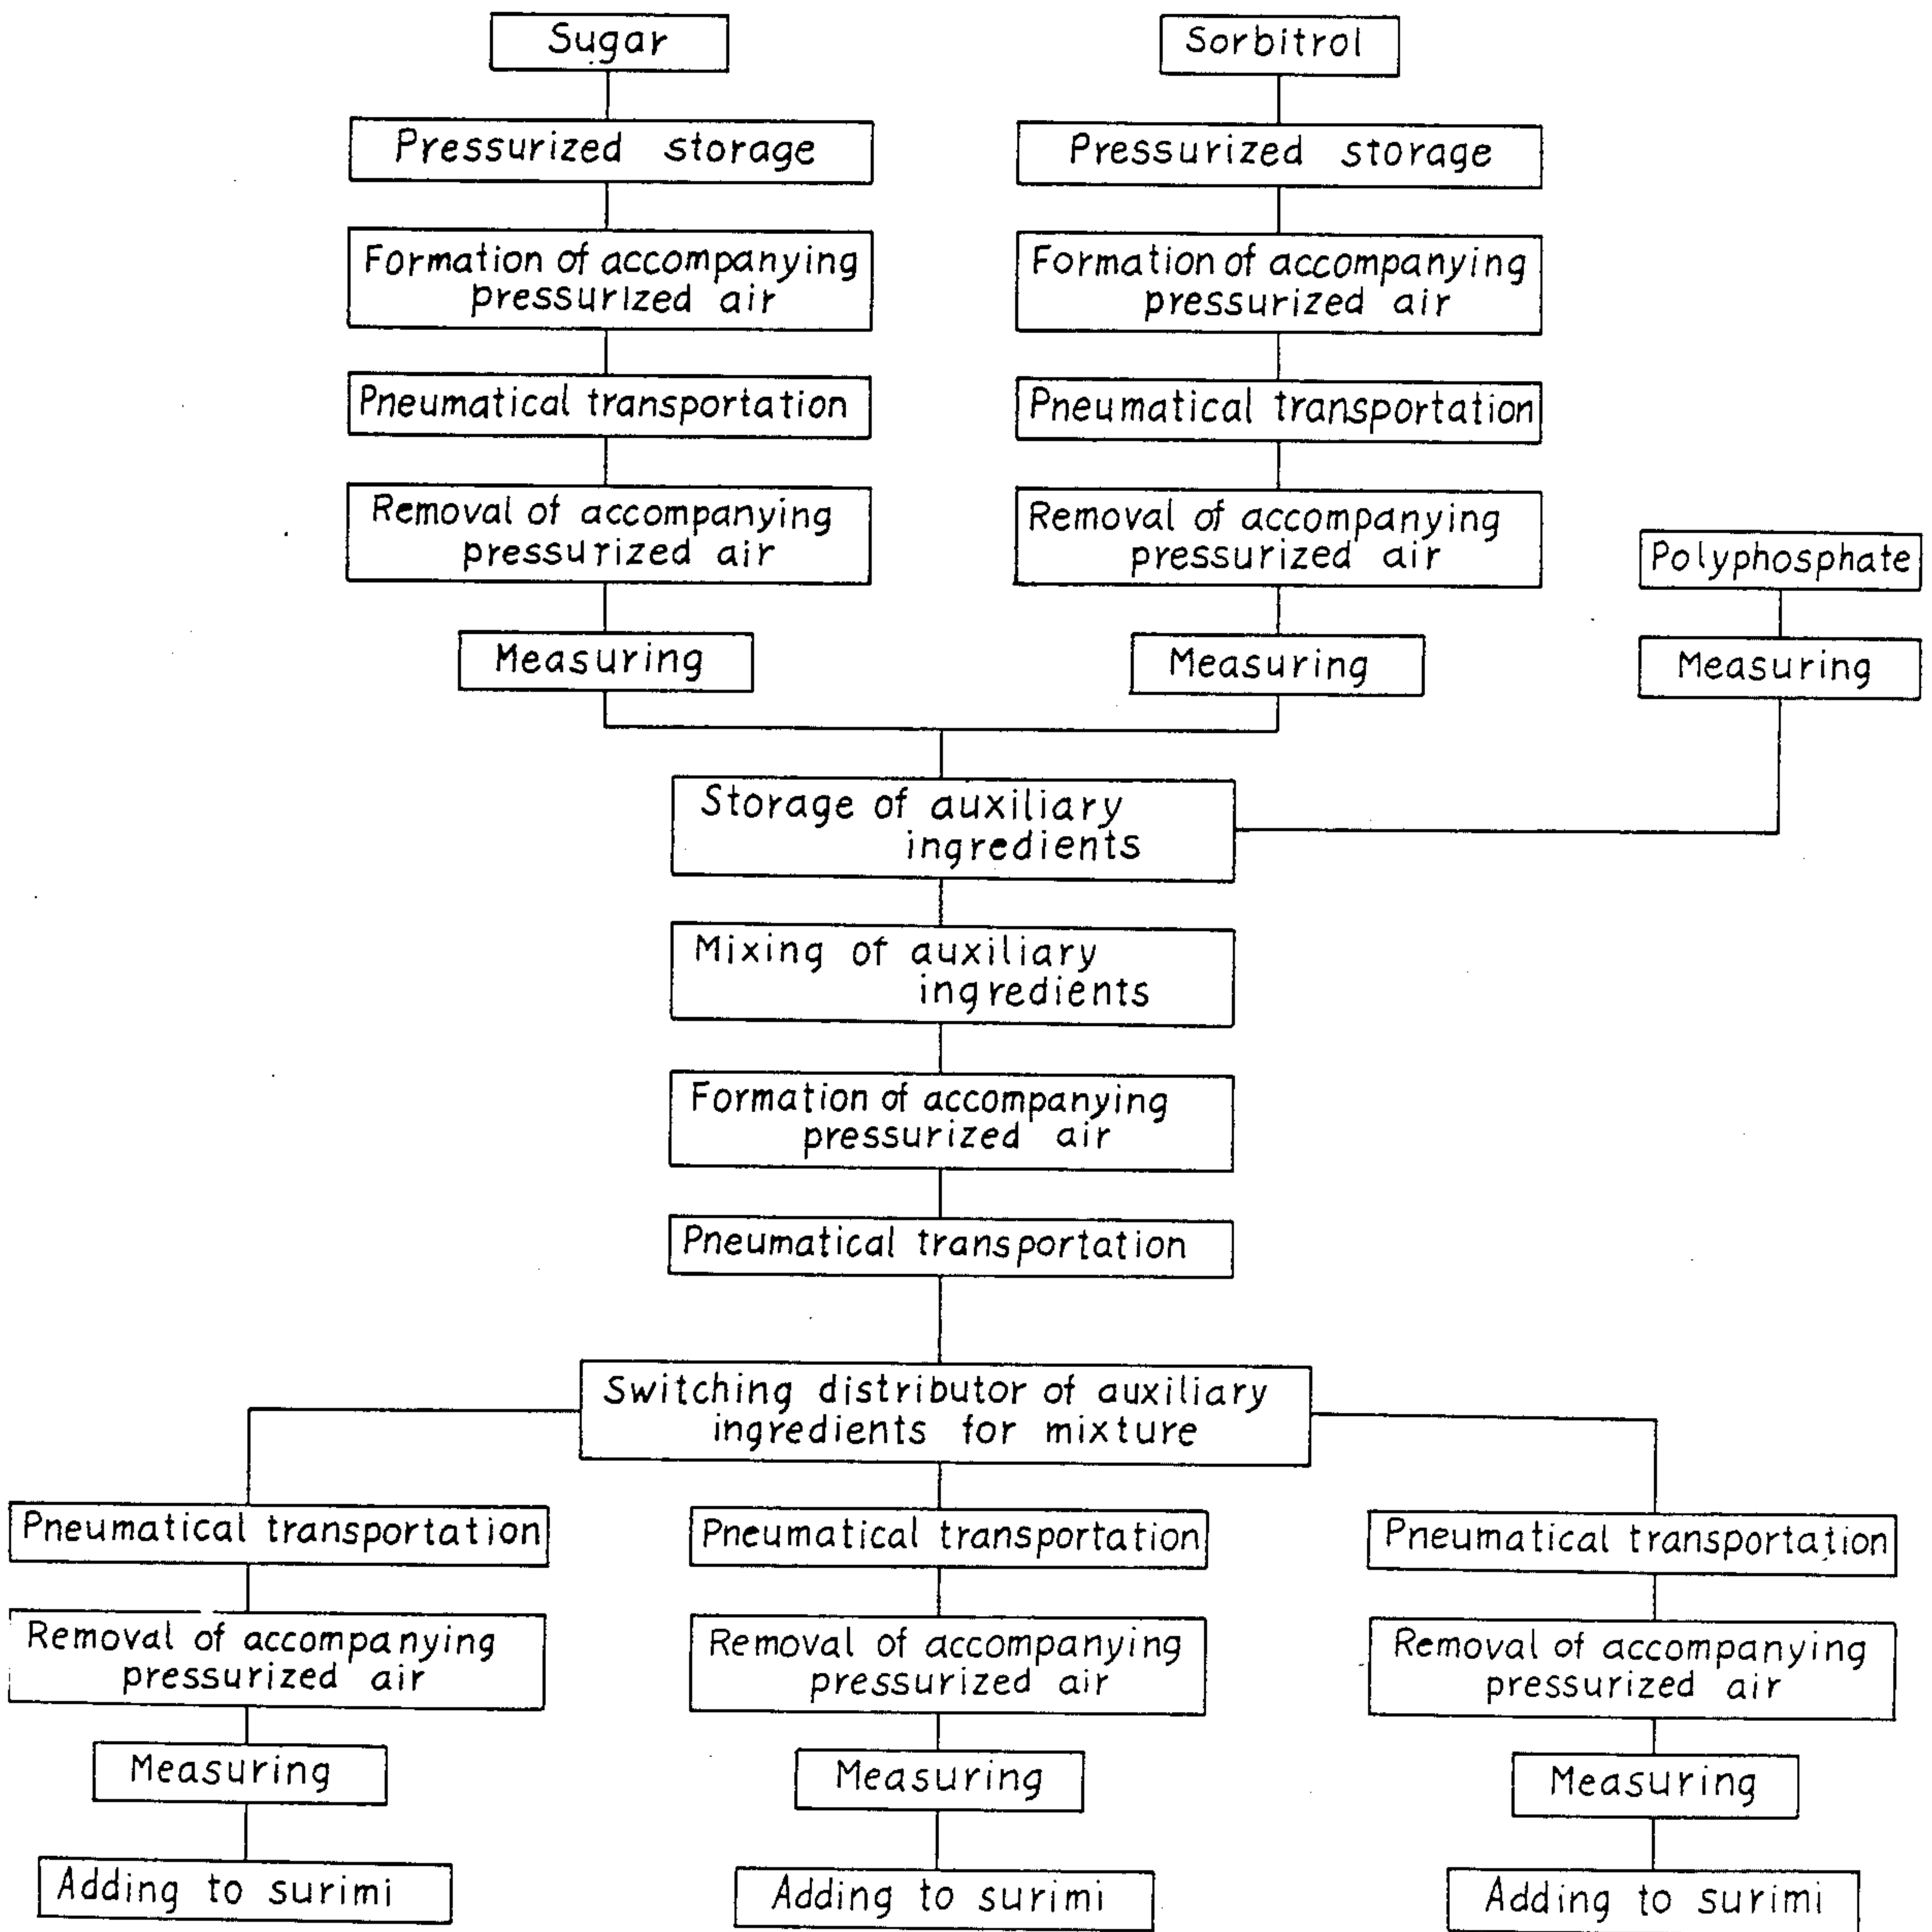 Sugar
Pressurized storage
Formation of accompanying
pressurized air
Pneumatical transportation
Removal of accompanying
pressurized air
Measuring
Sorbitrol
Pressurized storage
Formation of accompanying
pressurized air
Pneumatical transportation
Removal of accompanying
pressurized air
Measuring
Polyphosphate
Measuring
Storage of auxiliary
ingredients
Mixing of auxiliary
ingredients
Formation of accompanying
pressurized air
Pneumatical transportation
Switching distributor of auxiliary
ingredients for mixture
Pneumatical transportation
Removal of accompanying
pressurized air
Measuring
Adding to surimi
Pneumatical transportation
Removal of accompanying
pressurized air
Measuring
Adding to surimi
Pneumatical transportation
Removal of accompanying
pressurized air
Measuring
Adding to surimi